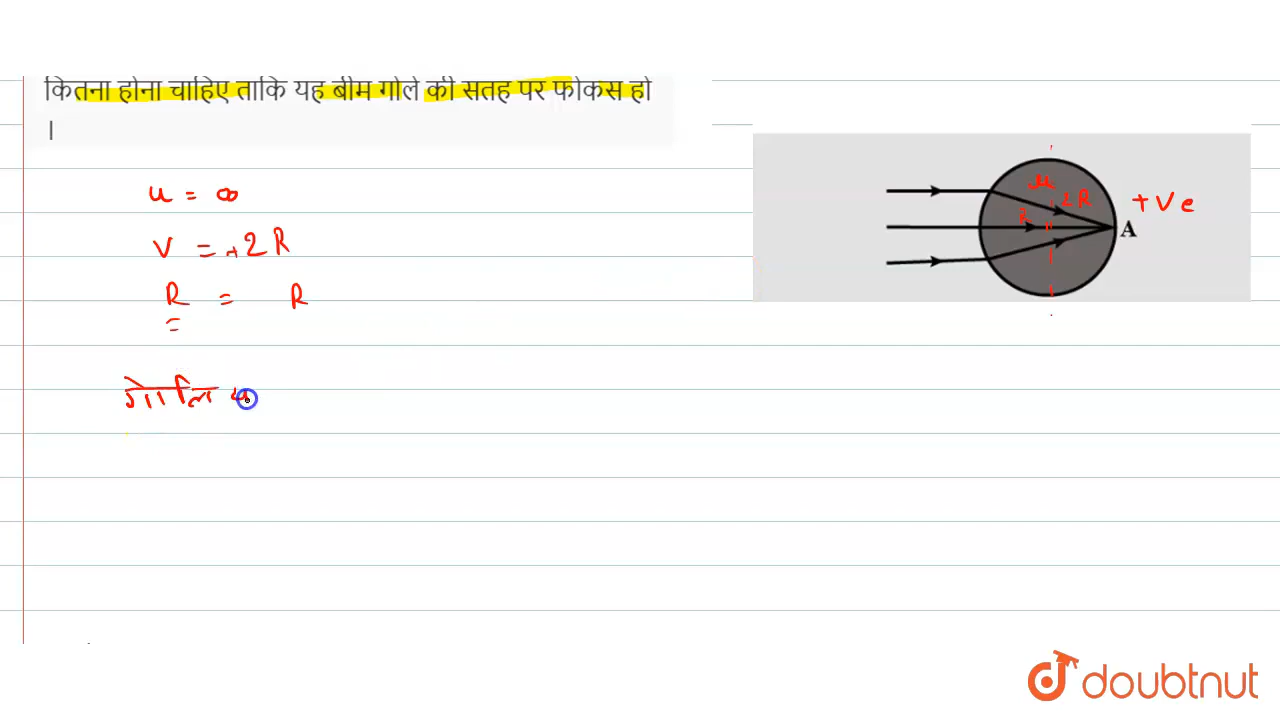 कितना होना चाहिए ताकि यह बीम गोले की सतह पर फोकस हो
।
u = ∞
v = +2R
R = R
=
μ
2R
R
+ve
A
गोलिय
doubtnut